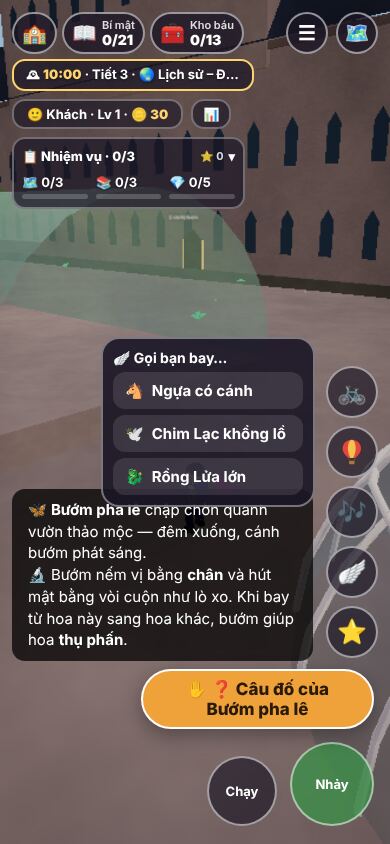 Bí mật
0/21
Kho báu
0/13
10:00 · Tiết 3 · Lịch sử – Đ...
Khách · Lv 1 · 30
Nhiệm vụ · 0/3
0 ▾
0/3
0/3
0/5
Gọi bạn bay...
Ngựa có cánh
Chim Lạc khổng lồ
Rồng Lửa lớn
Bướm pha lê chập chờn quanh
vườn thảo mộc — đêm xuống, cánh
bướm phát sáng.
Bướm nếm vị bằng chân và hút
mật bằng vòi cuộn như lò xo. Khi bay
từ hoa này sang hoa khác, bướm giúp
hoa thụ phấn.
❓ Câu đố của
Bướm pha lê
Chạy
Nhảy